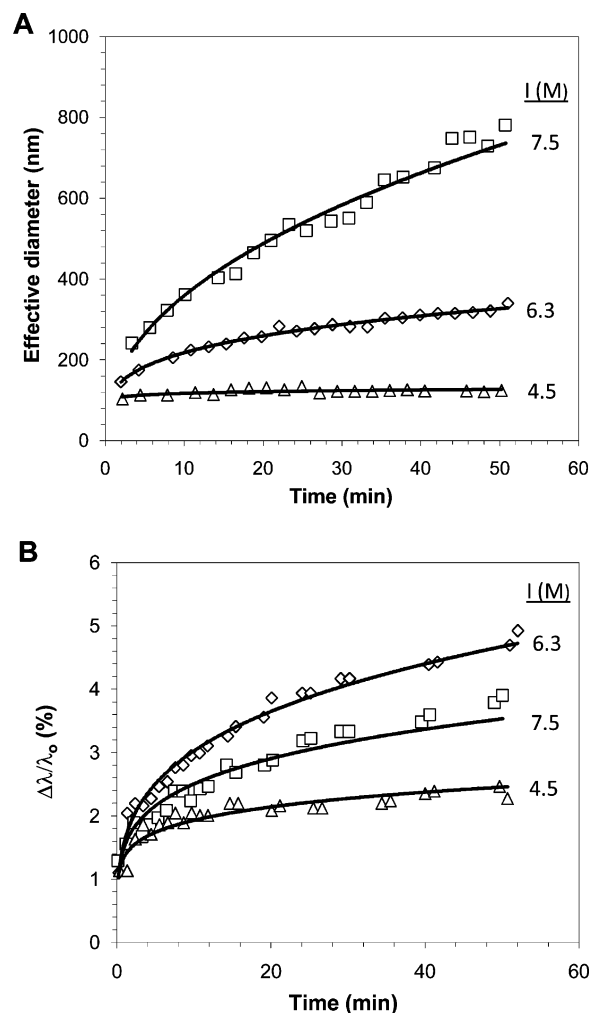 A
1000
800
600
400
200
0
Effective diameter (nm)
I (M)
7.5
6.3
4.5
0 10 20 30 40 50 60
Time (min)
B
6
5
4
3
2
1
0
Δλ/λo (%)
I (M)
6.3
7.5
4.5
0 20 40 60
Time (min)